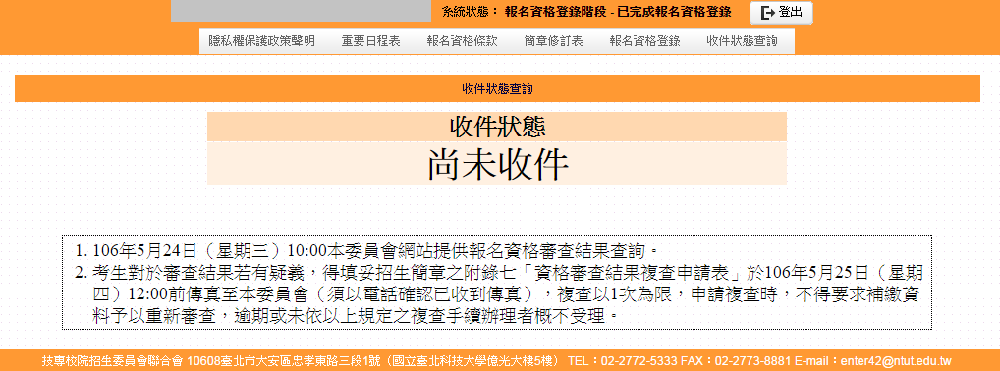 系統狀態： 報名資格登錄階段 - 已完成報名資格登錄 登出
隱私權保護政策聲明 重要日程表 報名資格條款 簡章修訂表 報名資格登錄 收件狀態查詢
收件狀態查詢
收件狀態
尚未收件
1. 106年5月24日（星期三）10:00本委員會網站提供報名資格審查結果查詢。
2. 考生對於審查結果若有疑義，得填妥招生簡章之附錄七「資格審查結果複查申請表」於106年5月25日（星期
四）12:00前傳真至本委員會（須以電話確認已收到傳真），複查以1次為限，申請複查時，不得要求補繳資
料予以重新審查，逾期或未依以上規定之複查手續辦理者概不受理。
技專校院招生委員會聯合會 10608臺北市大安區忠孝東路三段1號（國立臺北科技大學億光大樓5樓） TEL：02-2772-5333 FAX：02-2773-8881 E-mail：enter42@ntut.edu.tw